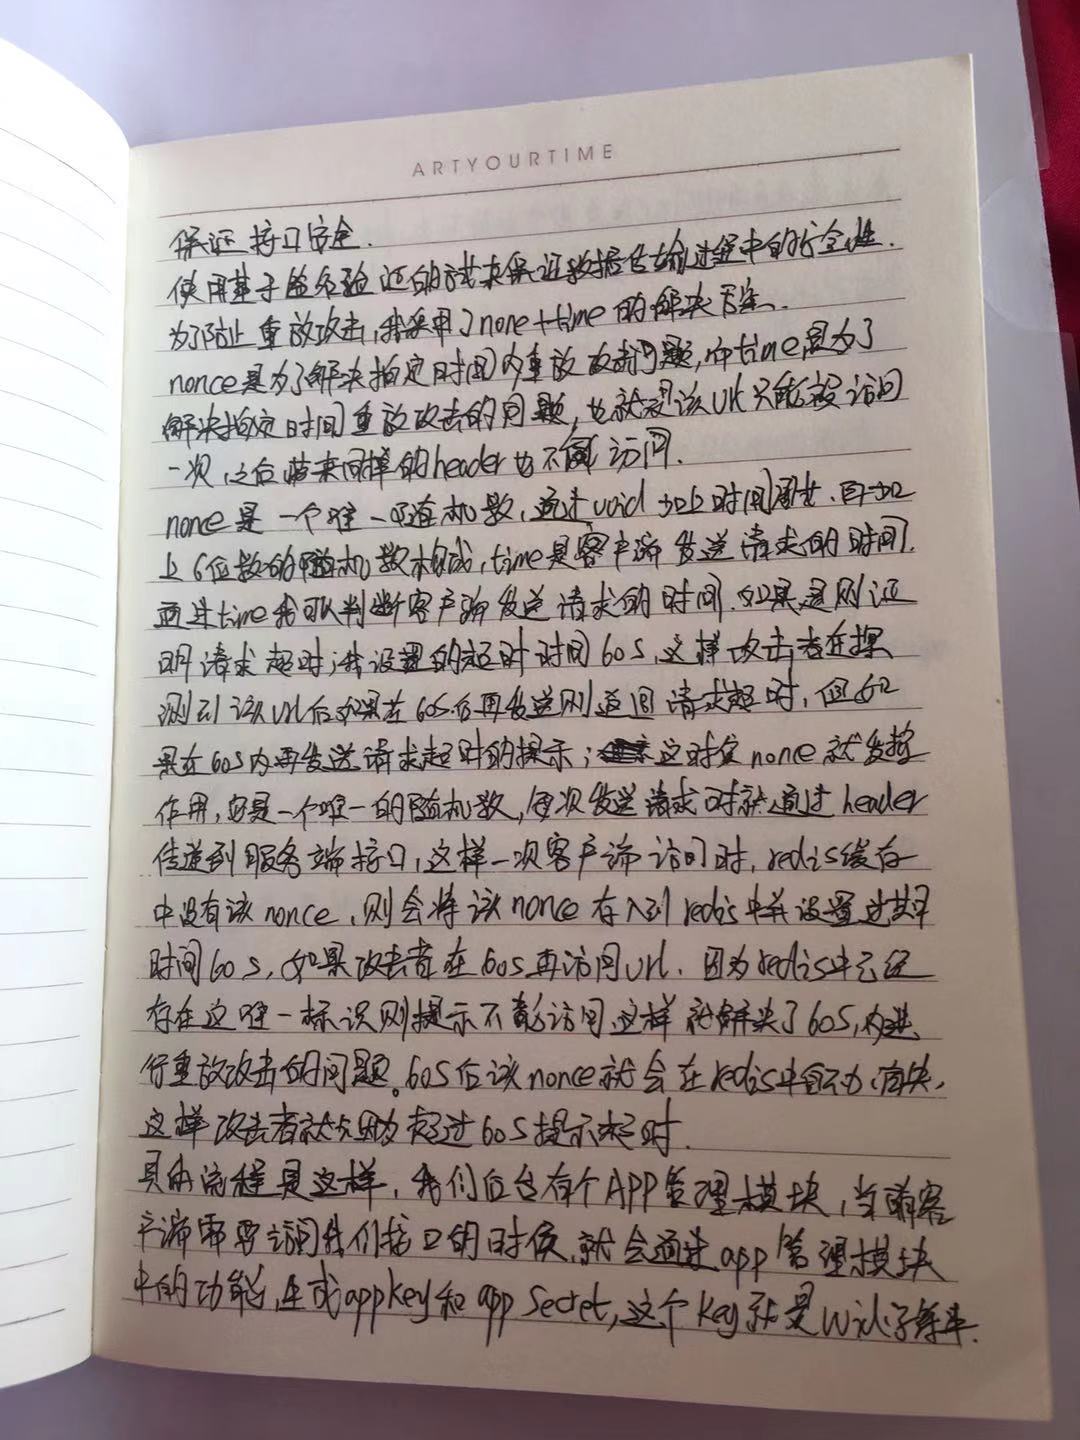 ARTYOURTIME
保证接口安全.
使用基于签名验证的方式来保证数据传输过程中的安全性.
为了防止重放攻击,我采用了none+time的解决方案.
nonce是为了解决指定时间内重放攻击问题,而time是为了
解决指定时间重放攻击的问题,也就是该url只能被访问
一次,之后带来同样的header也不能访问.
none是一个唯一随机数,通过uuid加上时间戳,再加
上6位数的随机数构成,time是客户端发送请求的时间.
通过time我可以判断客户端发送请求的时间.如果是则证
明请求超时;我设置的超时时间60s,这样攻击者在探
测到该url后如果在60s后再发送则返回请求超时,但如
果在60s内再发送请求超时的提示;这时候nonce就发挥
作用,它是一个唯一的随机数,每次发送请求时就通过header
传递到服务端接口,这样一次客户端访问时,redis缓存
中没有该nonce,则会将该nonce存入到redis中并设置过期
时间60s,如果攻击者在60s再访问url.因为redis中已经
存在这唯一标识则提示不能访问.这样就解决了60s,内进
行重放攻击的问题.60s后该nonce就会在redis中自动消失,
这样攻击者就会因为超过60s提示超时.
具体流程是这样,我们后台有个APP管理模块,当前客
户端需要访问我们接口的时候,就会通过app管理模块
中的功能,生成appkey和app Secret,这个key就是